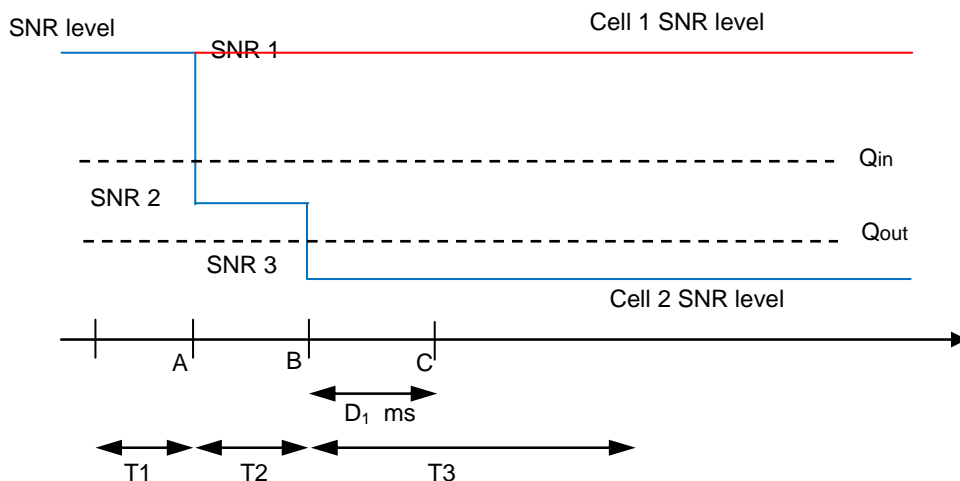 SNR level
Cell 1 SNR level
SNR 1
Qin
SNR 2
Qout
SNR 3
Cell 2 SNR level
A
B
C
D1 ms
T1
T2
T3